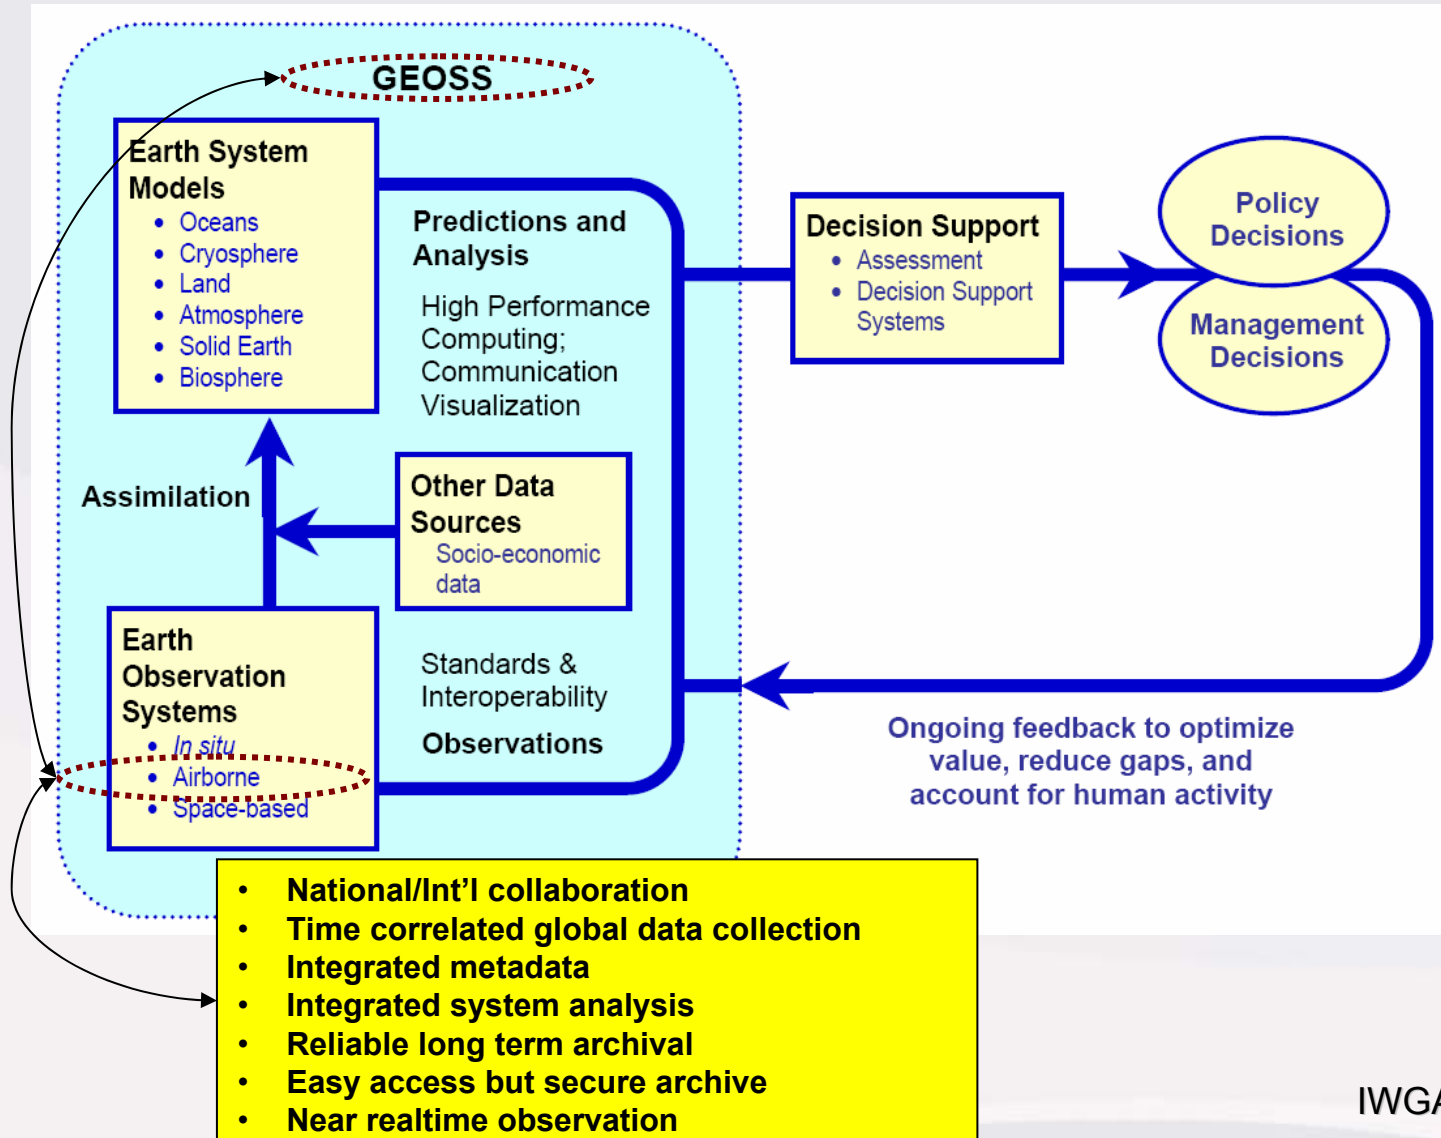 GEOSS
Earth System
Models
• Oceans
• Cryosphere
• Land
• Atmosphere
• Solid Earth
• Biosphere
Predictions and
Analysis
High Performance
Computing;
Communication
Visualization
Assimilation
Other Data
Sources
Socio-economic
data
Earth
Observation
Systems
• In situ
• Airborne
• Space-based
Standards &
Interoperability
Observations
Decision Support
• Assessment
• Decision Support
Systems
Policy
Decisions
Management
Decisions
Ongoing feedback to optimize
value, reduce gaps, and
account for human activity
• National/Int'l collaboration
• Time correlated global data collection
• Integrated metadata
• Integrated system analysis
• Reliable long term archival
• Easy access but secure archive
• Near realtime observation